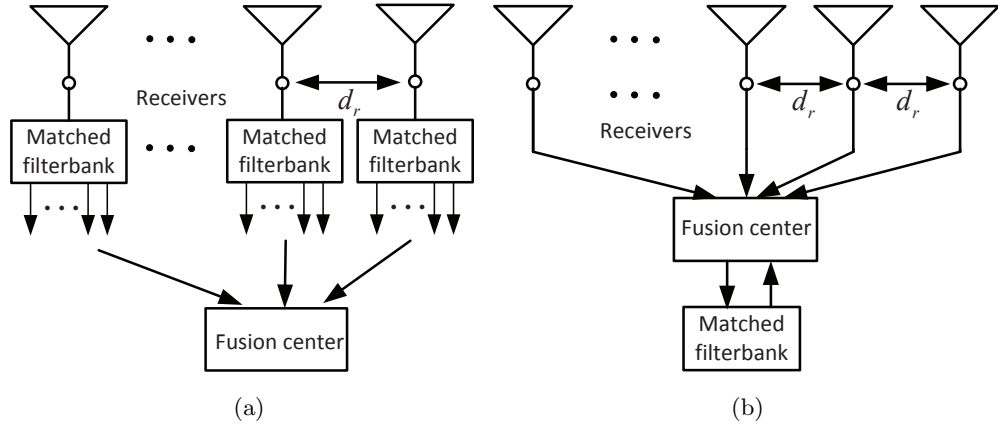 Receivers
d_r
Matched
filterbank
Matched
filterbank
Matched
filterbank
Fusion center
(a)
Receivers
d_r
d_r
Fusion center
Matched
filterbank
(b)